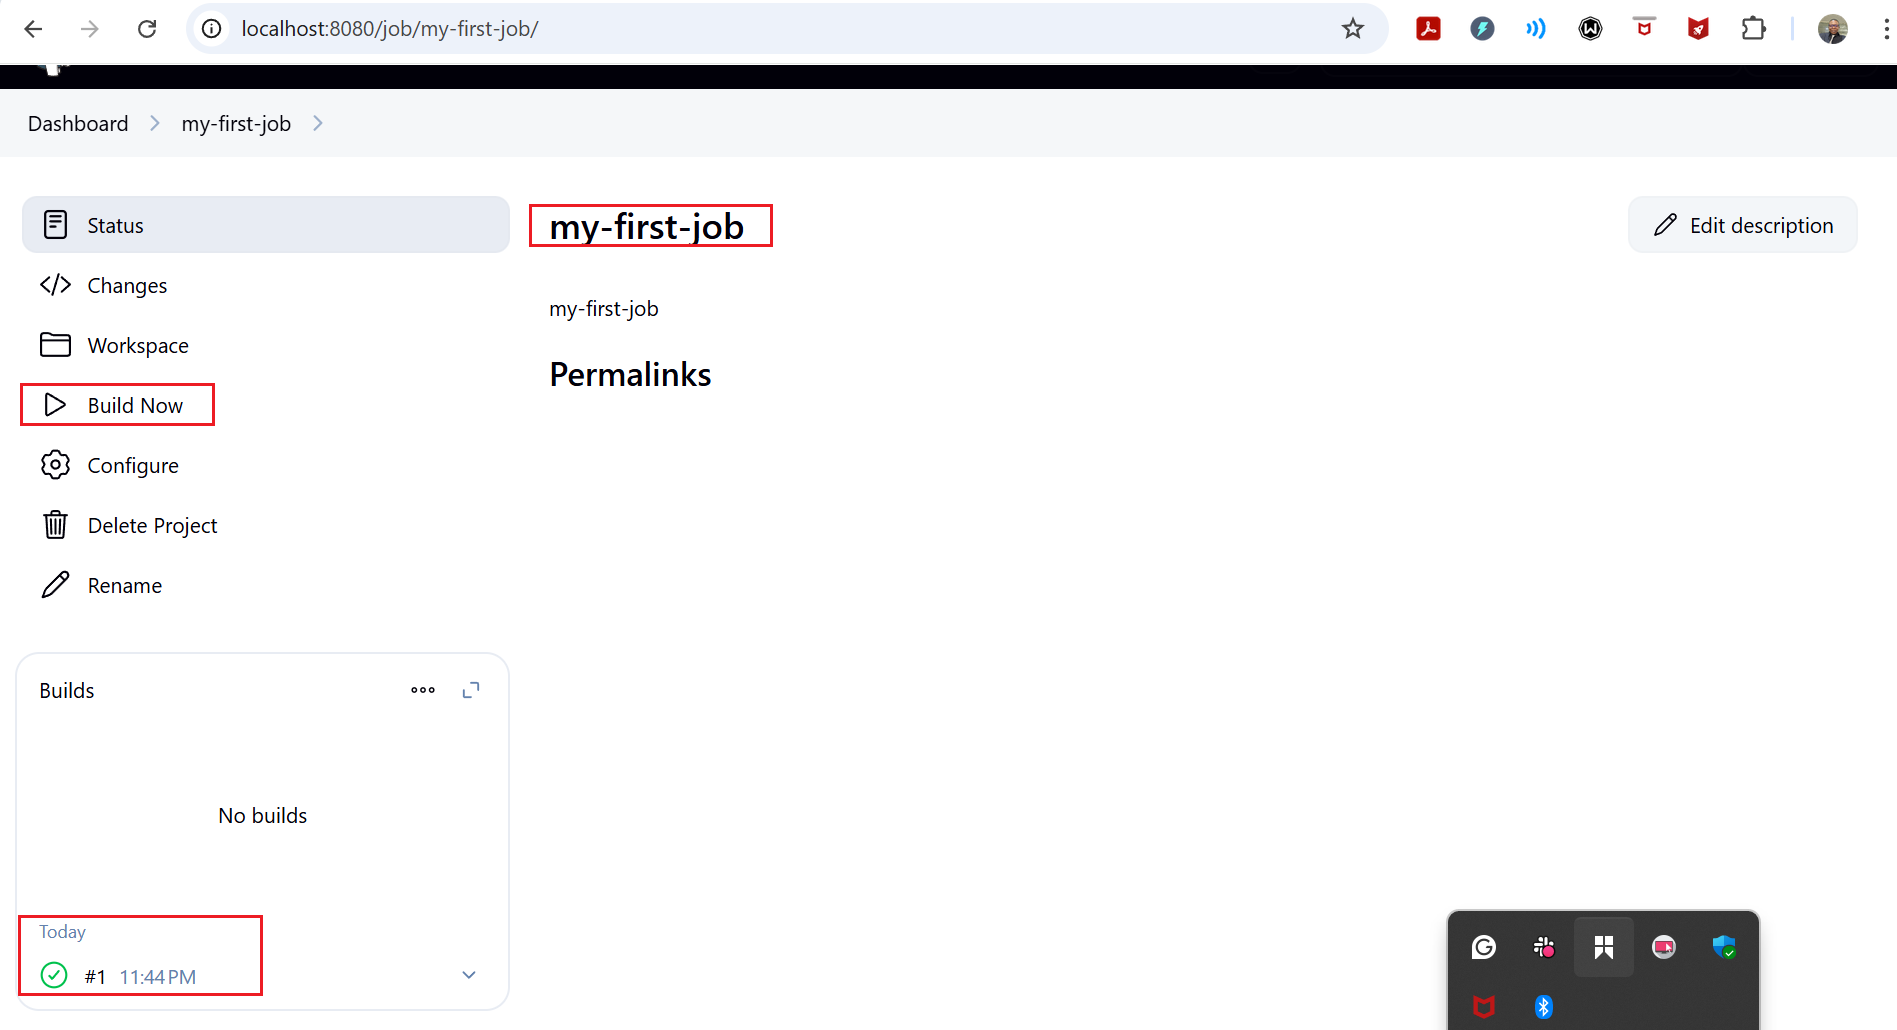 localhost:8080/job/my-first-job/
Dashboard
my-first-job
Status
Changes
Workspace
Build Now
Configure
Delete Project
Rename
my-first-job
Edit description
my-first-job
Permalinks
Builds
No builds
Today
#1 11:44 PM